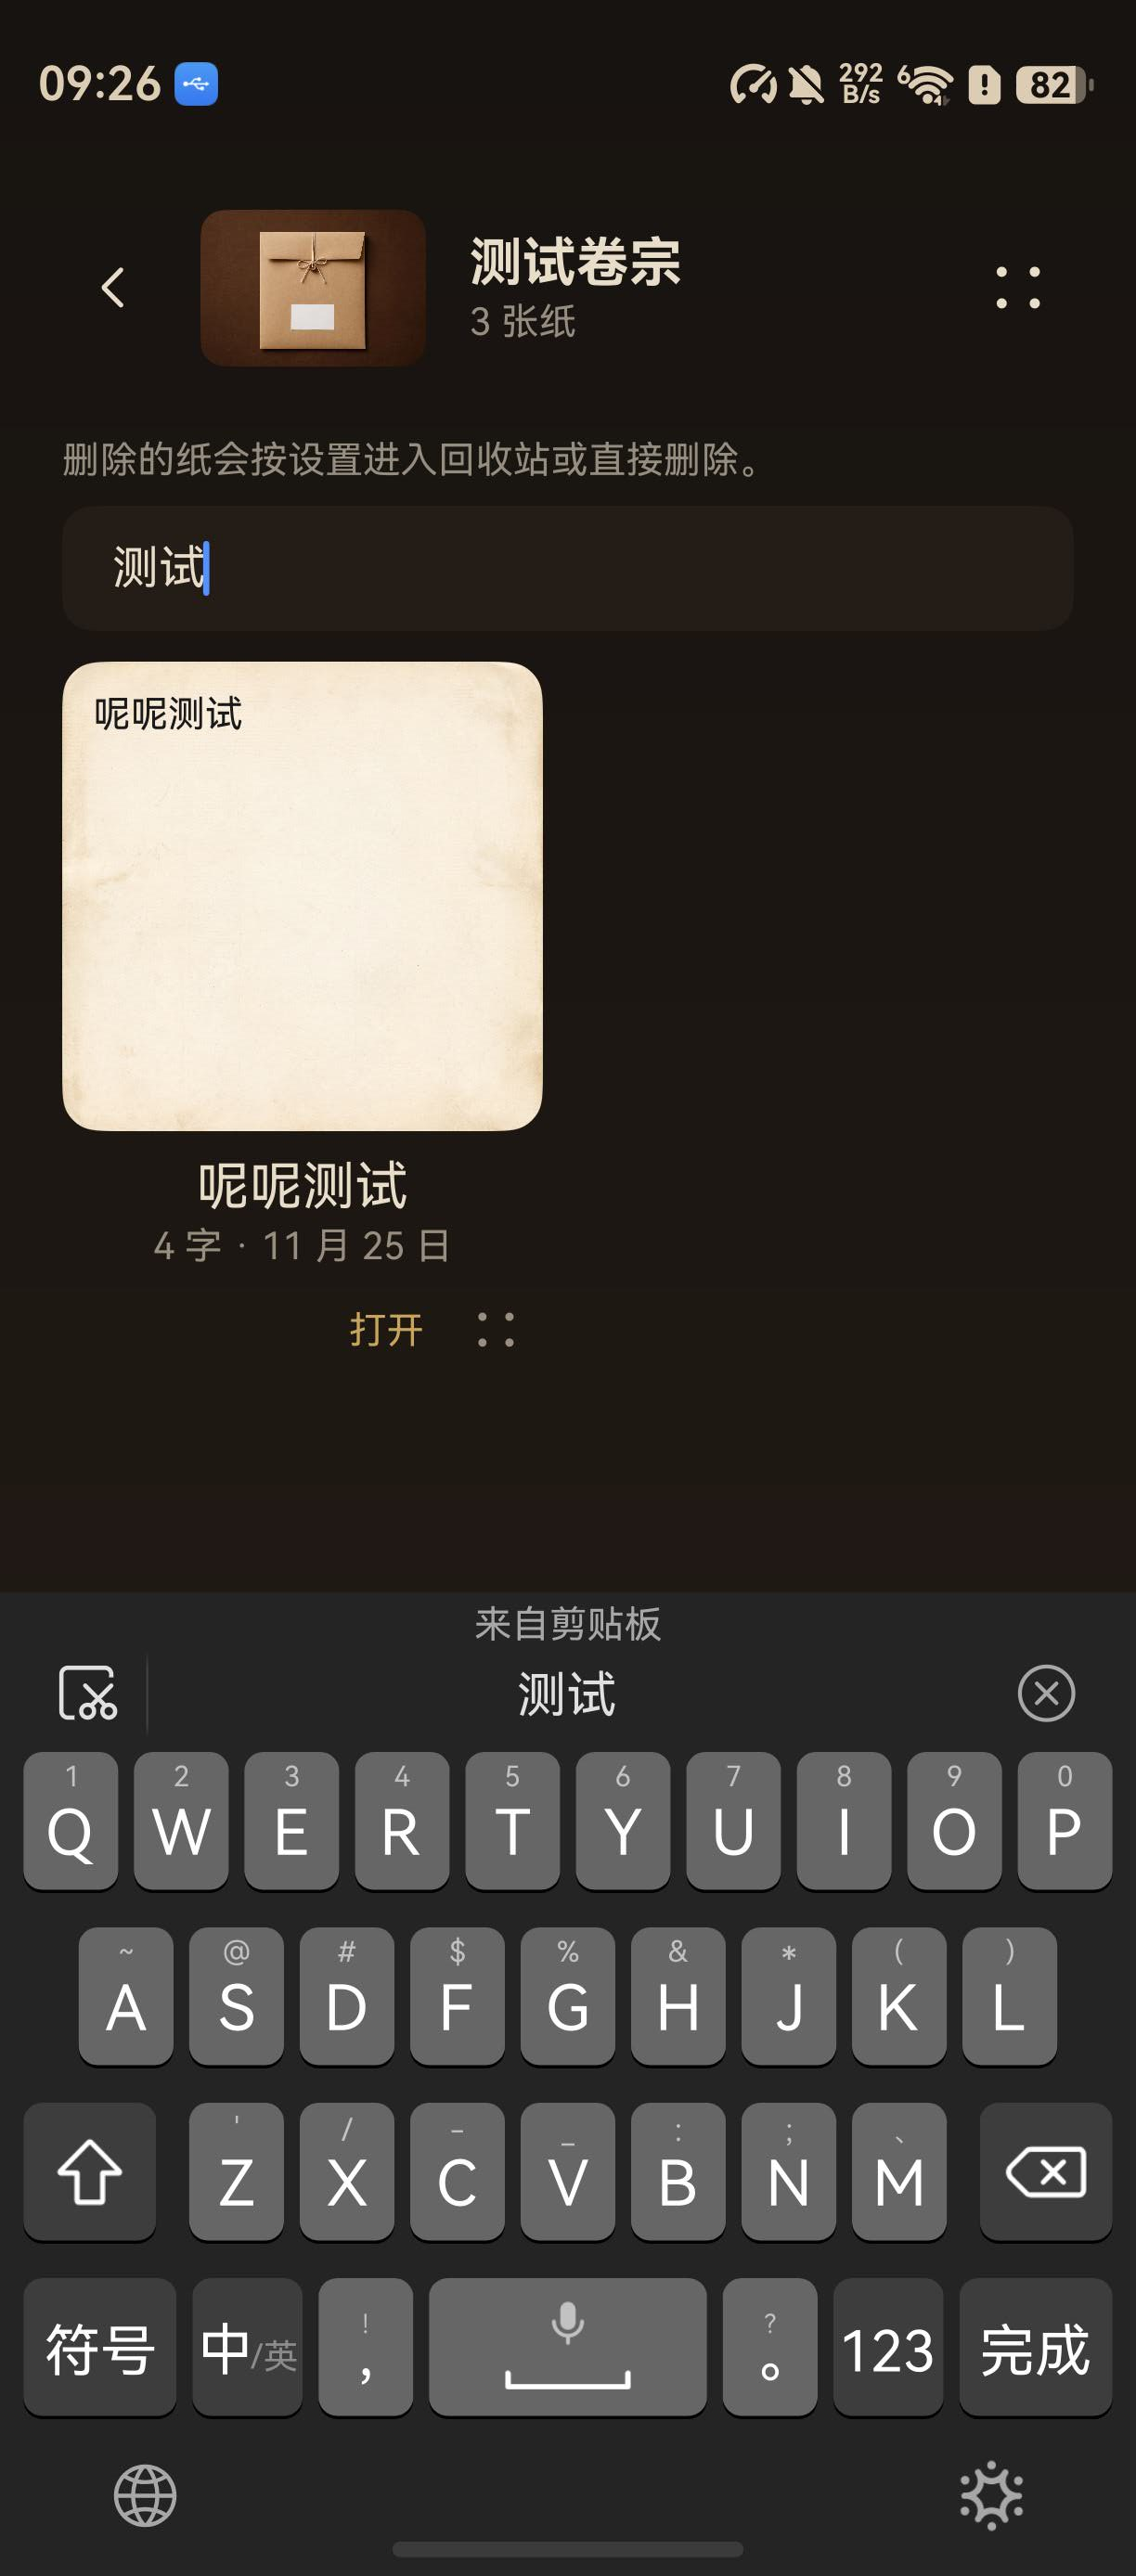 09:26
292
B/s
6
82
测试卷宗
3 张纸
删除的纸会按设置进入回收站或直接删除。
测试
呢呢测试
呢呢测试
4 字 · 11 月 25 日
打开
来自剪贴板
测试
1 2 3 4 5 6 7 8 9 0
Q W E R T Y U I O P
~ @ # $ % & * ( )
A S D F G H J K L
' / - _ : ; 、
Z X C V B N M
! ?
符号 中/英 , 。 123 完成